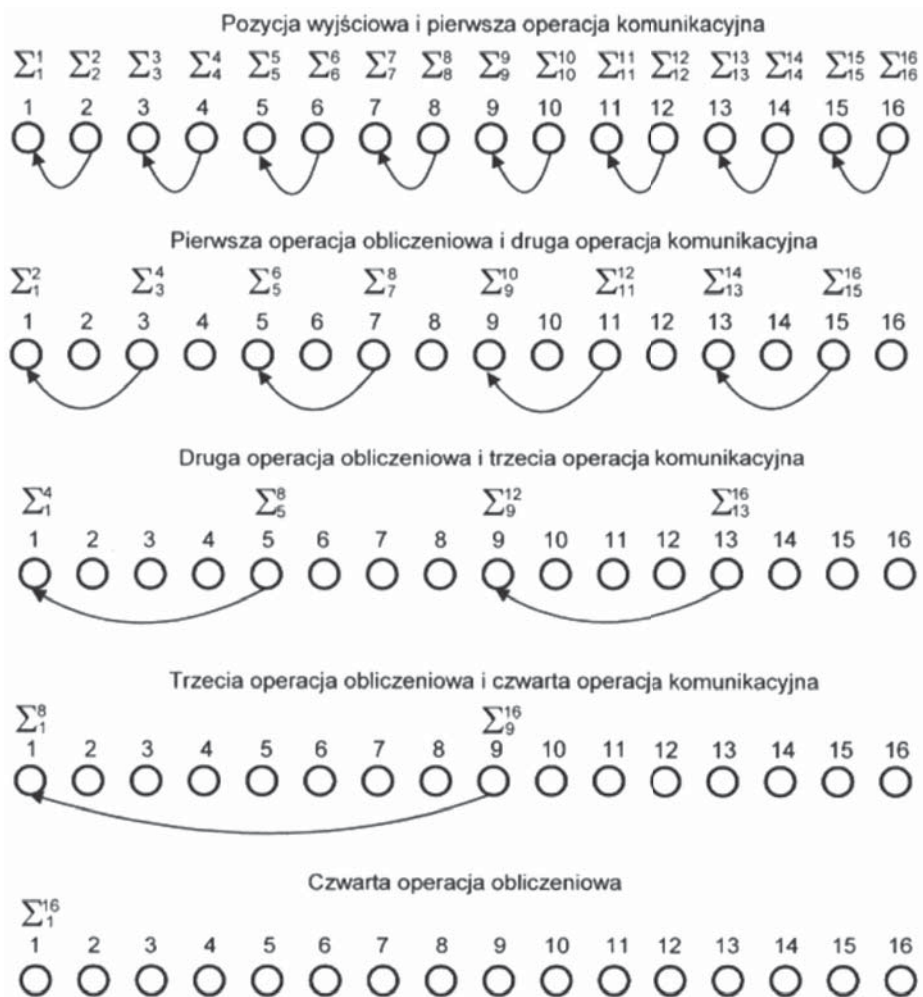 Pozycja wyjściowa i pierwsza operacja komunikacyjna
Σ₁¹ Σ₂² Σ₃³ Σ₄⁴ Σ₅⁵ Σ₆⁶ Σ₇⁷ Σ₈⁸ Σ₉⁹ Σ₁₀¹⁰ Σ₁₁¹¹ Σ₁₂¹² Σ₁₃¹³ Σ₁₄¹⁴ Σ₁₅¹⁵ Σ₁₆¹⁶
1 2 3 4 5 6 7 8 9 10 11 12 13 14 15 16
Pierwsza operacja obliczeniowa i druga operacja komunikacyjna
Σ₁² Σ₃⁴ Σ₅⁶ Σ₇⁸ Σ₉¹⁰ Σ₁₁¹² Σ₁₃¹⁴ Σ₁₅¹⁶
1 2 3 4 5 6 7 8 9 10 11 12 13 14 15 16
Druga operacja obliczeniowa i trzecia operacja komunikacyjna
Σ₁⁴ Σ₅⁸ Σ₉¹² Σ₁₃¹⁶
1 2 3 4 5 6 7 8 9 10 11 12 13 14 15 16
Trzecia operacja obliczeniowa i czwarta operacja komunikacyjna
Σ₁⁸ Σ₉¹⁶
1 2 3 4 5 6 7 8 9 10 11 12 13 14 15 16
Czwarta operacja obliczeniowa
Σ₁¹⁶
1 2 3 4 5 6 7 8 9 10 11 12 13 14 15 16